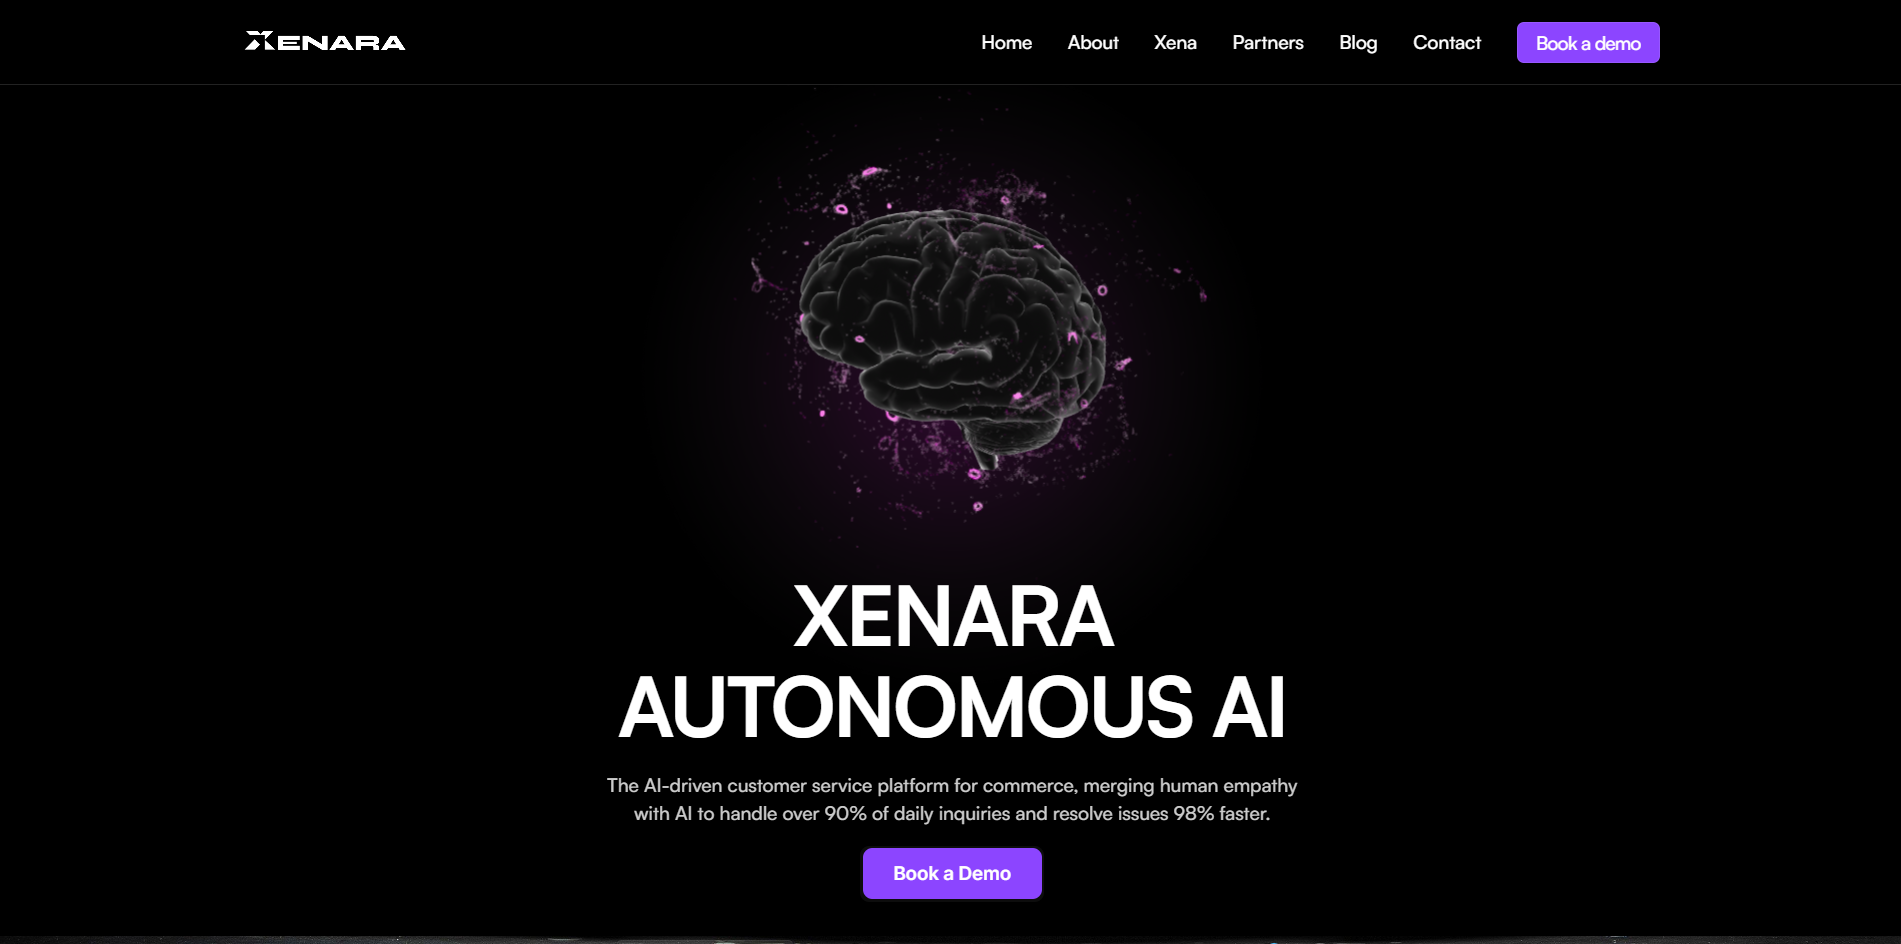 XENARA
Home
About
Xena
Partners
Blog
Contact
Book a demo
XENARA
AUTONOMOUS AI
The AI-driven customer service platform for commerce, merging human empathy
with AI to handle over 90% of daily inquiries and resolve issues 98% faster.
Book a Demo